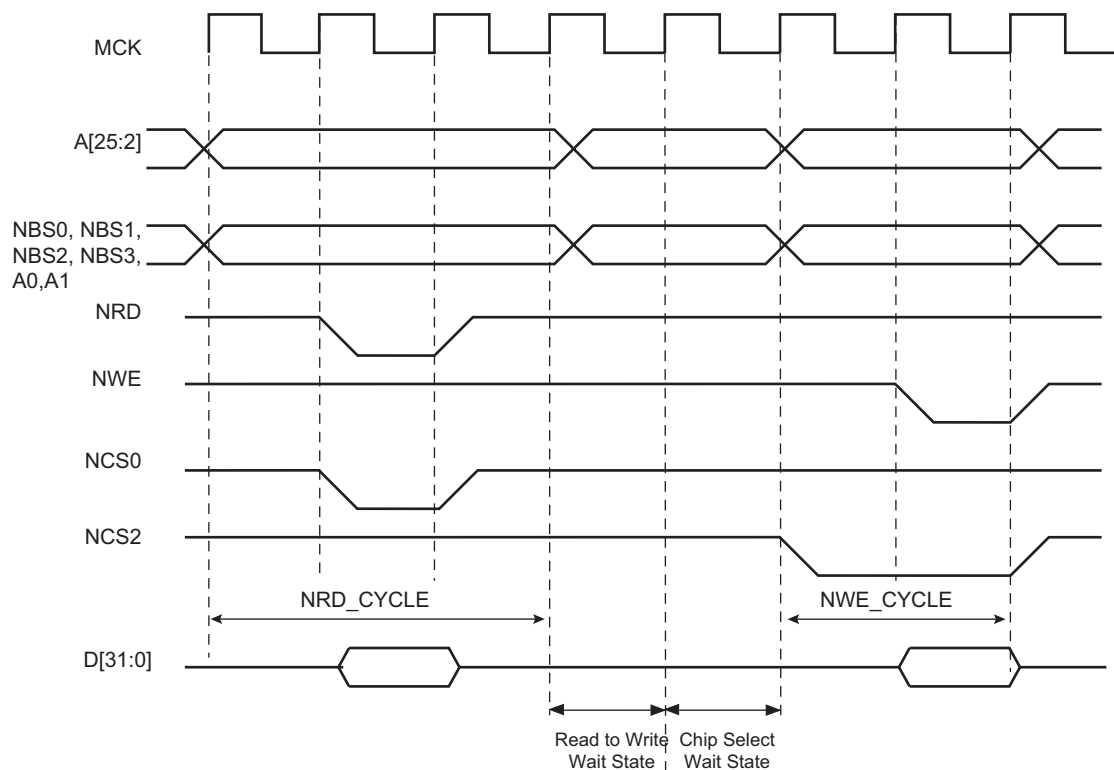 MCK
A[25:2]
NBS0, NBS1,
NBS2, NBS3,
A0,A1
NRD
NWE
NCS0
NCS2
NRD_CYCLE
NWE_CYCLE
D[31:0]
Read to Write
Wait State
Chip Select
Wait State